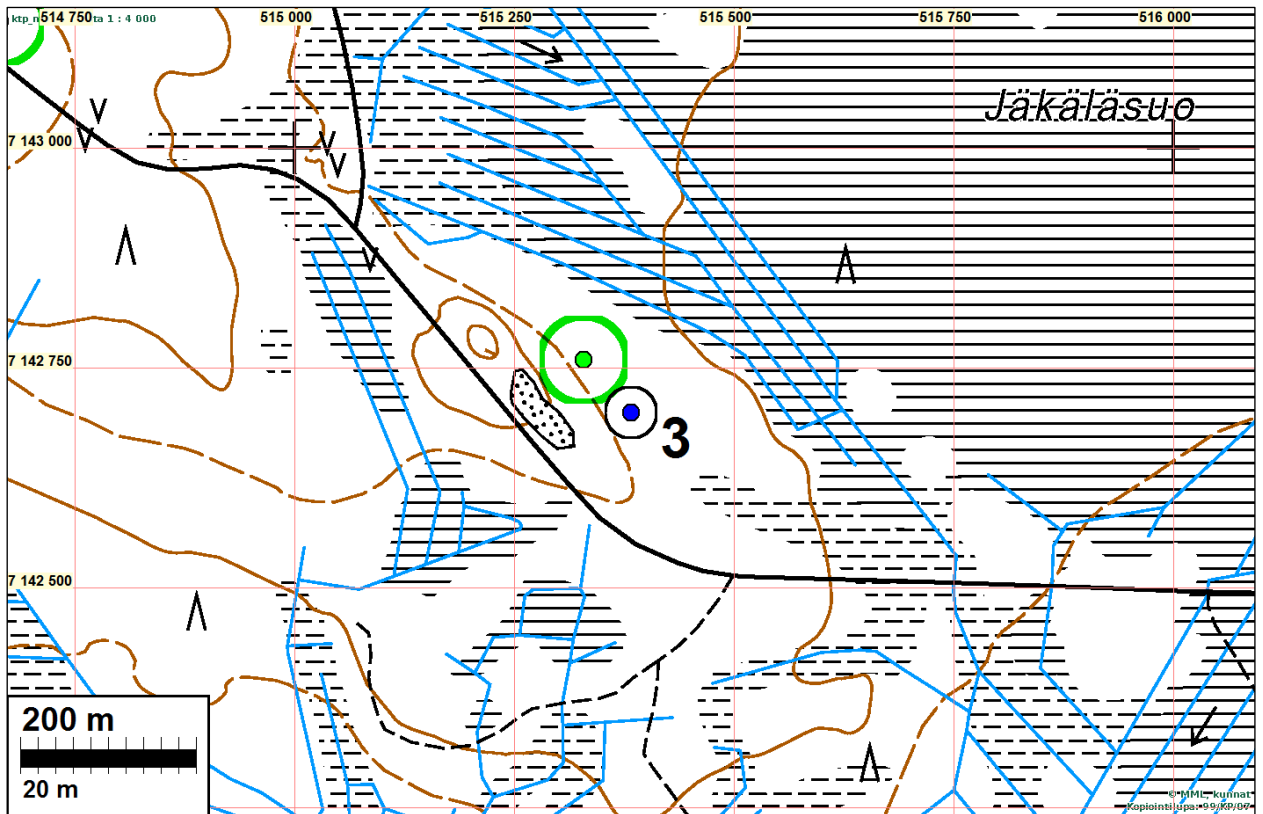 ktp_n ta 1 : 4 000
514 750 515 000 515 250 515 500 515 750 516 000
Jäkäläsuo
7 143 000
7 142 750
3
7 142 500
200 m
20 m
© MML, kunnat
Kopiointilupa: 99/KP/07